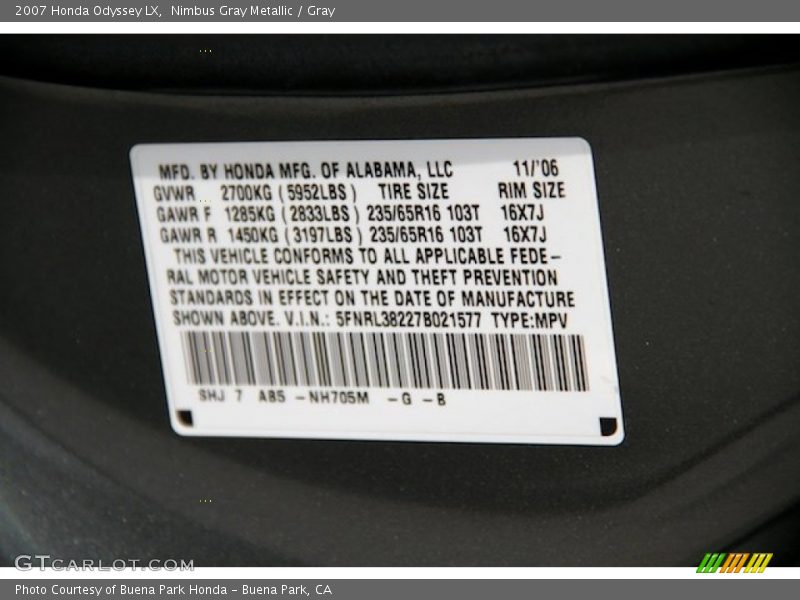 2007 Honda Odyssey LX, Nimbus Gray Metallic / Gray
MFD. BY HONDA MFG. OF ALABAMA, LLC 11/'06
GVWR 2700KG ( 5952LBS ) TIRE SIZE RIM SIZE
GAWR F 1285KG ( 2833LBS ) 235/65R16 103T 16X7J
GAWR R 1450KG ( 3197LBS ) 235/65R16 103T 16X7J
THIS VEHICLE CONFORMS TO ALL APPLICABLE FEDE-
RAL MOTOR VEHICLE SAFETY AND THEFT PREVENTION
STANDARDS IN EFFECT ON THE DATE OF MANUFACTURE
SHOWN ABOVE. V.I.N.: 5FNRL38227B021577 TYPE:MPV
SHJ 7 A85 -NH705M -G -B
GTCARLOT.COM
Photo Courtesy of Buena Park Honda - Buena Park, CA